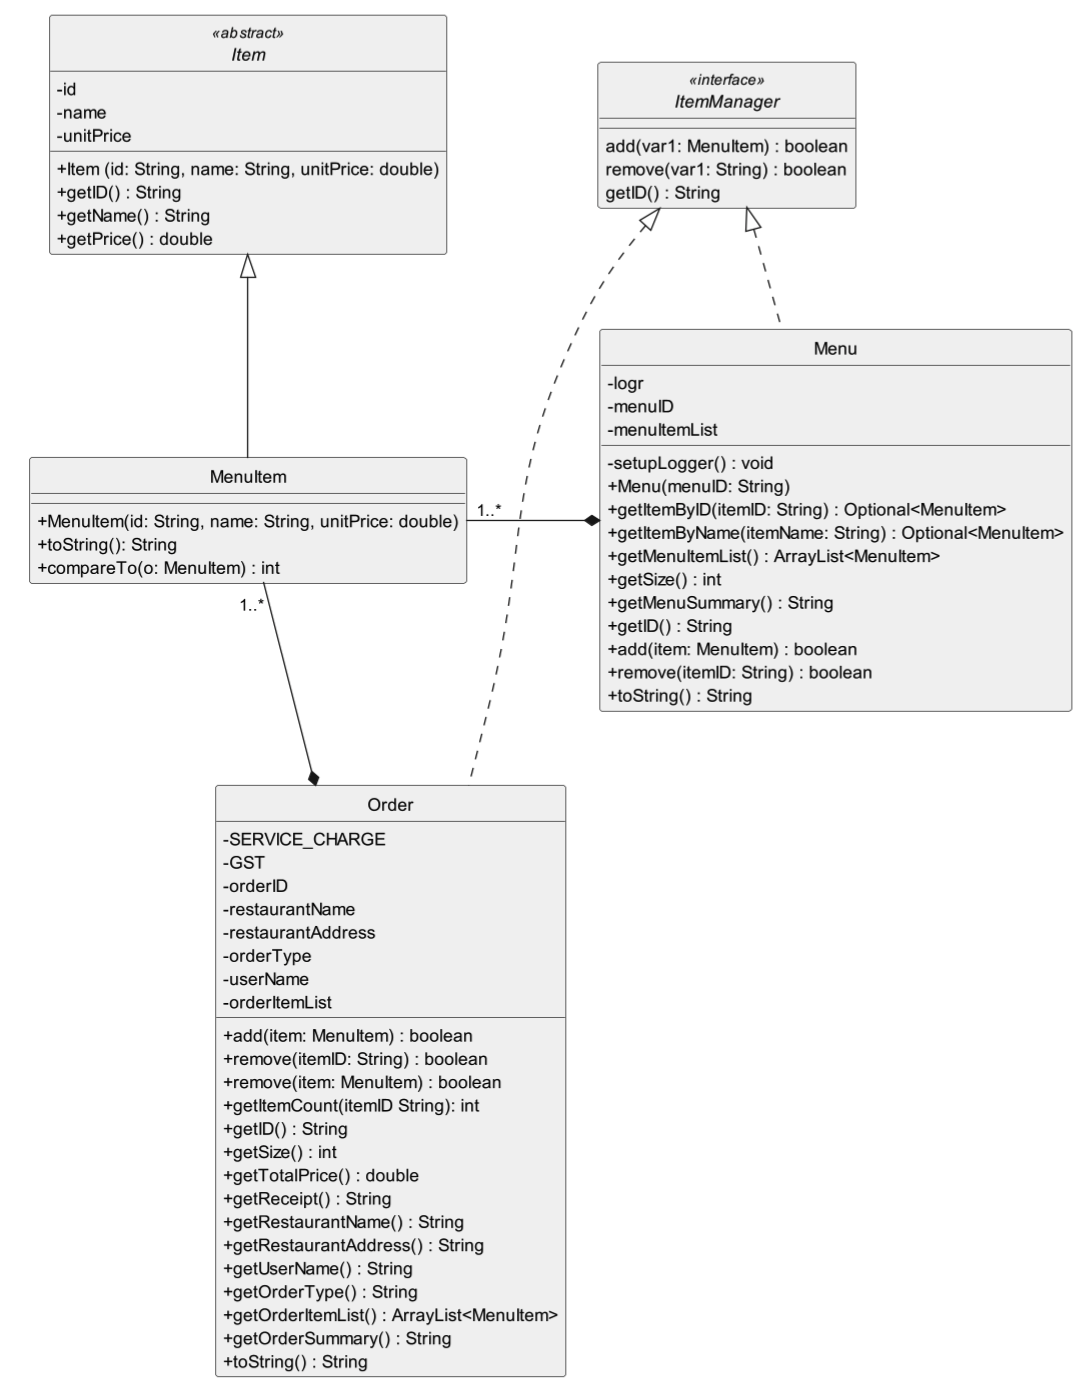 «abstract»
Item
-id
-name
-unitPrice
+Item (id: String, name: String, unitPrice: double)
+getID() : String
+getName() : String
+getPrice() : double
«interface»
ItemManager
add(var1: MenuItem) : boolean
remove(var1: String) : boolean
getID() : String
Menu
-logr
-menuID
-menuItemList
-setupLogger() : void
+Menu(menuID: String)
+getItemByID(itemID: String) : Optional<MenuItem>
+getItemByName(itemName: String) : Optional<MenuItem>
+getMenuItemList() : ArrayList<MenuItem>
+getSize() : int
+getMenuSummary() : String
+getID() : String
+add(item: MenuItem) : boolean
+remove(itemID: String) : boolean
+toString() : String
MenuItem
+MenuItem(id: String, name: String, unitPrice: double)
+toString(): String
+compareTo(o: MenuItem) : int
1..*
1..*
Order
-SERVICE_CHARGE
-GST
-orderID
-restaurantName
-restaurantAddress
-orderType
-userName
-orderItemList
+add(item: MenuItem) : boolean
+remove(itemID: String) : boolean
+remove(item: MenuItem) : boolean
+getItemCount(itemID String): int
+getID() : String
+getSize() : int
+getTotalPrice() : double
+getReceipt() : String
+getRestaurantName() : String
+getRestaurantAddress() : String
+getUserName() : String
+getOrderType() : String
+getOrderItemList() : ArrayList<MenuItem>
+getOrderSummary() : String
+toString() : String